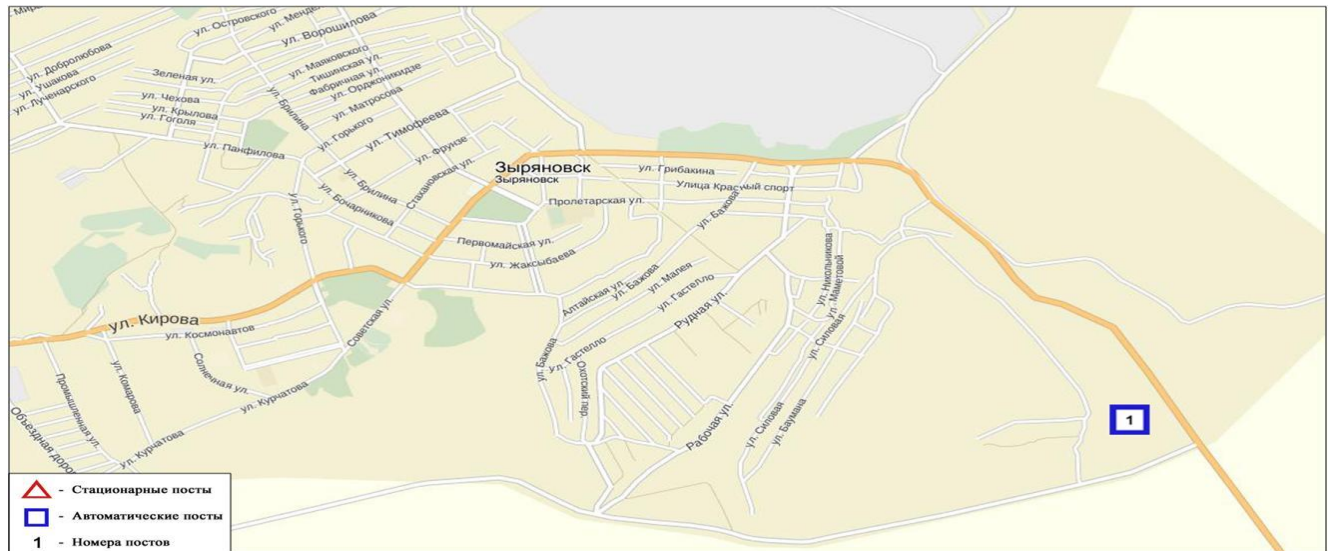 ул. Островского
ул. Ворошилова
ул. Добролюбова
ул. Ушакова
ул. Луначарского
Зеленая ул.
ул. Маяковского
Тишинская ул.
Фабричная ул.
ул. Орджоникидзе
ул. Чехова
ул. Крылова
ул. Гоголя
ул. Брилина
ул. Матросова
ул. Горького
ул. Тимофеева
ул. Панфилова
ул. Фрунзе
Стахановская ул.
Зыряновск
Зыряновск
ул. Грибакина
Улица Красный спорт
Пролетарская ул.
ул. Бажова
ул. Брилина
ул. Бочарникова
ул. Горького
Первомайская ул.
ул. Жаксыбаева
Алтайская ул.
ул. Бажова
ул. Малея
ул. Гастелло
Рудная ул.
ул. Никольникова
ул. Маметовой
ул. Силовая
ул. Кирова
ул. Космонавтов
Советская ул.
Солнечная ул.
ул. Комарова
Промышленная ул.
ул. Курчатова
ул. Курчатова
ул. Бажова
ул. Гастелло
Охотский пер.
Рабочая ул.
ул. Силовая
ул. Баумана
1
- Стационарные посты
- Автоматические посты
1 - Номера постов